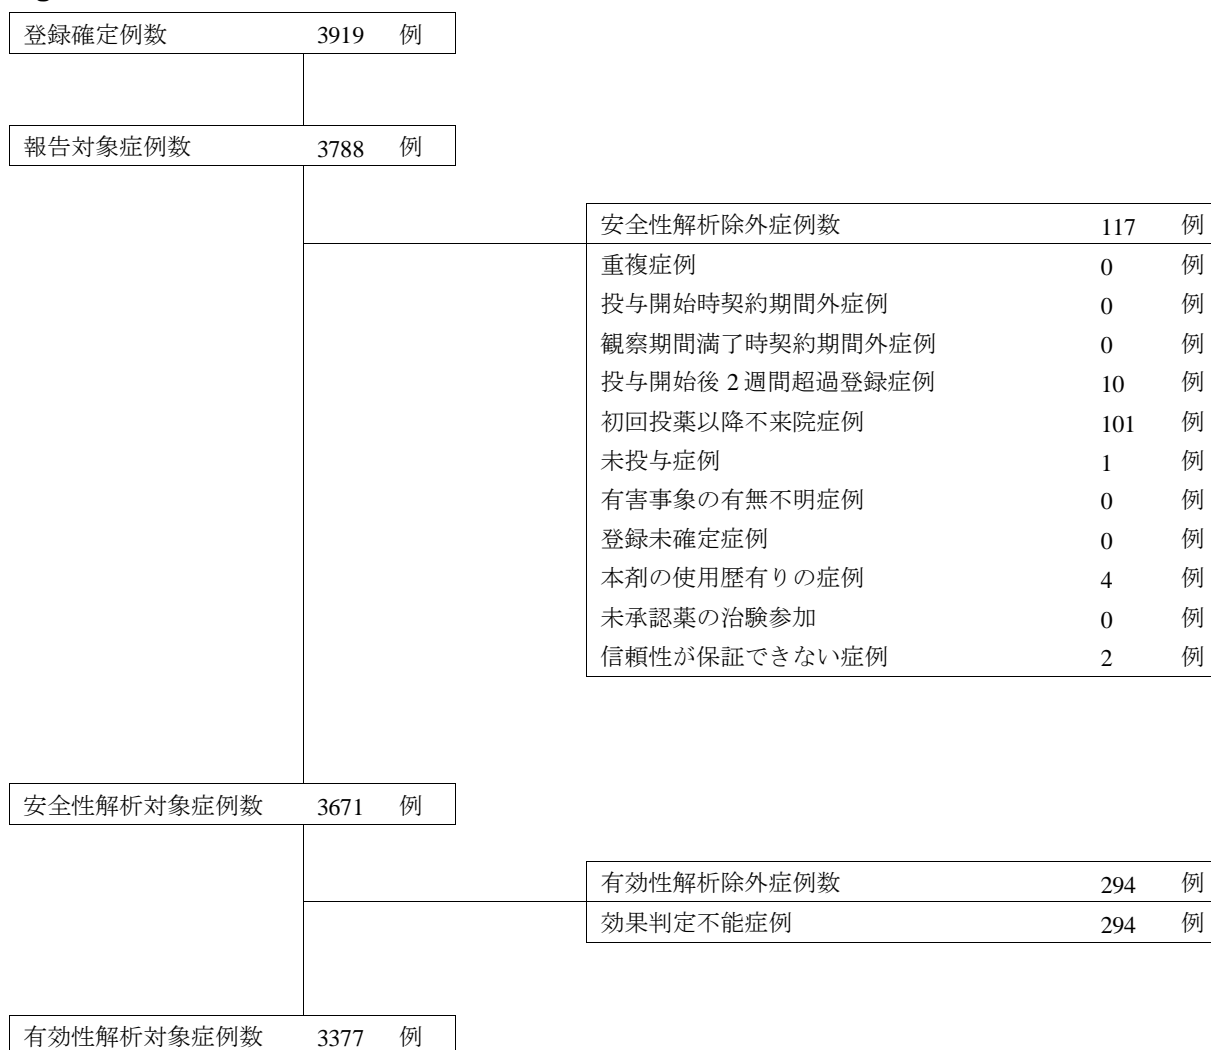 登録確定例数 3919 例
報告対象症例数 3788 例
安全性解析除外症例数 117 例
重複症例 0 例
投与開始時契約期間外症例 0 例
観察期間満了時契約期間外症例 0 例
投与開始後 2 週間超過登録症例 10 例
初回投薬以降不来院症例 101 例
未投与症例 1 例
有害事象の有無不明症例 0 例
登録未確定症例 0 例
本剤の使用歴有りの症例 4 例
未承認薬の治験参加 0 例
信頼性が保証できない症例 2 例
安全性解析対象症例数 3671 例
有効性解析除外症例数 294 例
効果判定不能症例 294 例
有効性解析対象症例数 3377 例